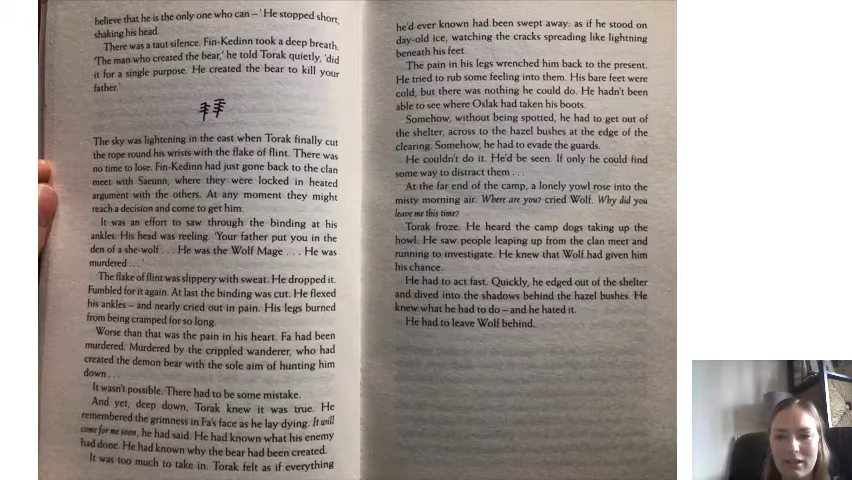 believe that he is the only one who can – ' He stopped short,
shaking his head.
There was a taut silence. Fin-Kedinn took a deep breath.
'The man who created the bear,' he told Torak quietly, 'did
it for a single purpose. He created the bear to kill your
father.'
The sky was lightening in the east when Torak finally cut
the rope round his wrists with the flake of flint. There was
no time to lose. Fin-Kedinn had just gone back to the clan
meet with Saeunn, where they were locked in heated
argument with the others. At any moment they might
reach a decision and come to get him.
It was an effort to saw through the binding at his
ankles. His head was reeling. 'Your father put you in the
den of a she-wolf . . . He was the Wolf Mage . . . He was
murdered . . .'
The flake of flint was slippery with sweat. He dropped it.
Fumbled for it again. At last the binding was cut. He flexed
his ankles – and nearly cried out in pain. His legs burned
from being cramped for so long.
Worse than that was the pain in his heart. Fa had been
murdered. Murdered by the crippled wanderer, who had
created the demon bear with the sole aim of hunting him
down . . .
It wasn't possible. There had to be some mistake.
And yet, deep down, Torak knew it was true. He
remembered the grimness in Fa's face as he lay dying. It will
come for me soon, he had said. He had known what his enemy
had done. He had known why the bear had been created.
It was too much to take in. Torak felt as if everything
he'd ever known had been swept away: as if he stood on
day-old ice, watching the cracks spreading like lightning
beneath his feet.
The pain in his legs wrenched him back to the present.
He tried to rub some feeling into them. His bare feet were
cold, but there was nothing he could do. He hadn't been
able to see where Oslak had taken his boots.
Somehow, without being spotted, he had to get out of
the shelter, across to the hazel bushes at the edge of the
clearing. Somehow, he had to evade the guards.
He couldn't do it. He'd be seen. If only he could find
some way to distract them . . .
At the far end of the camp, a lonely yowl rose into the
misty morning air. Where are you? cried Wolf. Why did you
leave me this time?
Torak froze. He heard the camp dogs taking up the
howl. He saw people leaping up from the clan meet and
running to investigate. He knew that Wolf had given him
his chance.
He had to act fast. Quickly, he edged out of the shelter
and dived into the shadows behind the hazel bushes. He
knew what he had to do – and he hated it.
He had to leave Wolf behind.